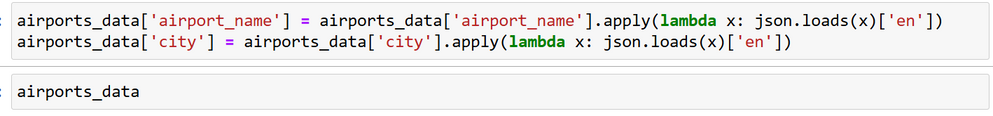 airports_data['airport_name'] = airports_data['airport_name'].apply(lambda x: json.loads(x)['en'])
airports_data['city'] = airports_data['city'].apply(lambda x: json.loads(x)['en'])
airports_data